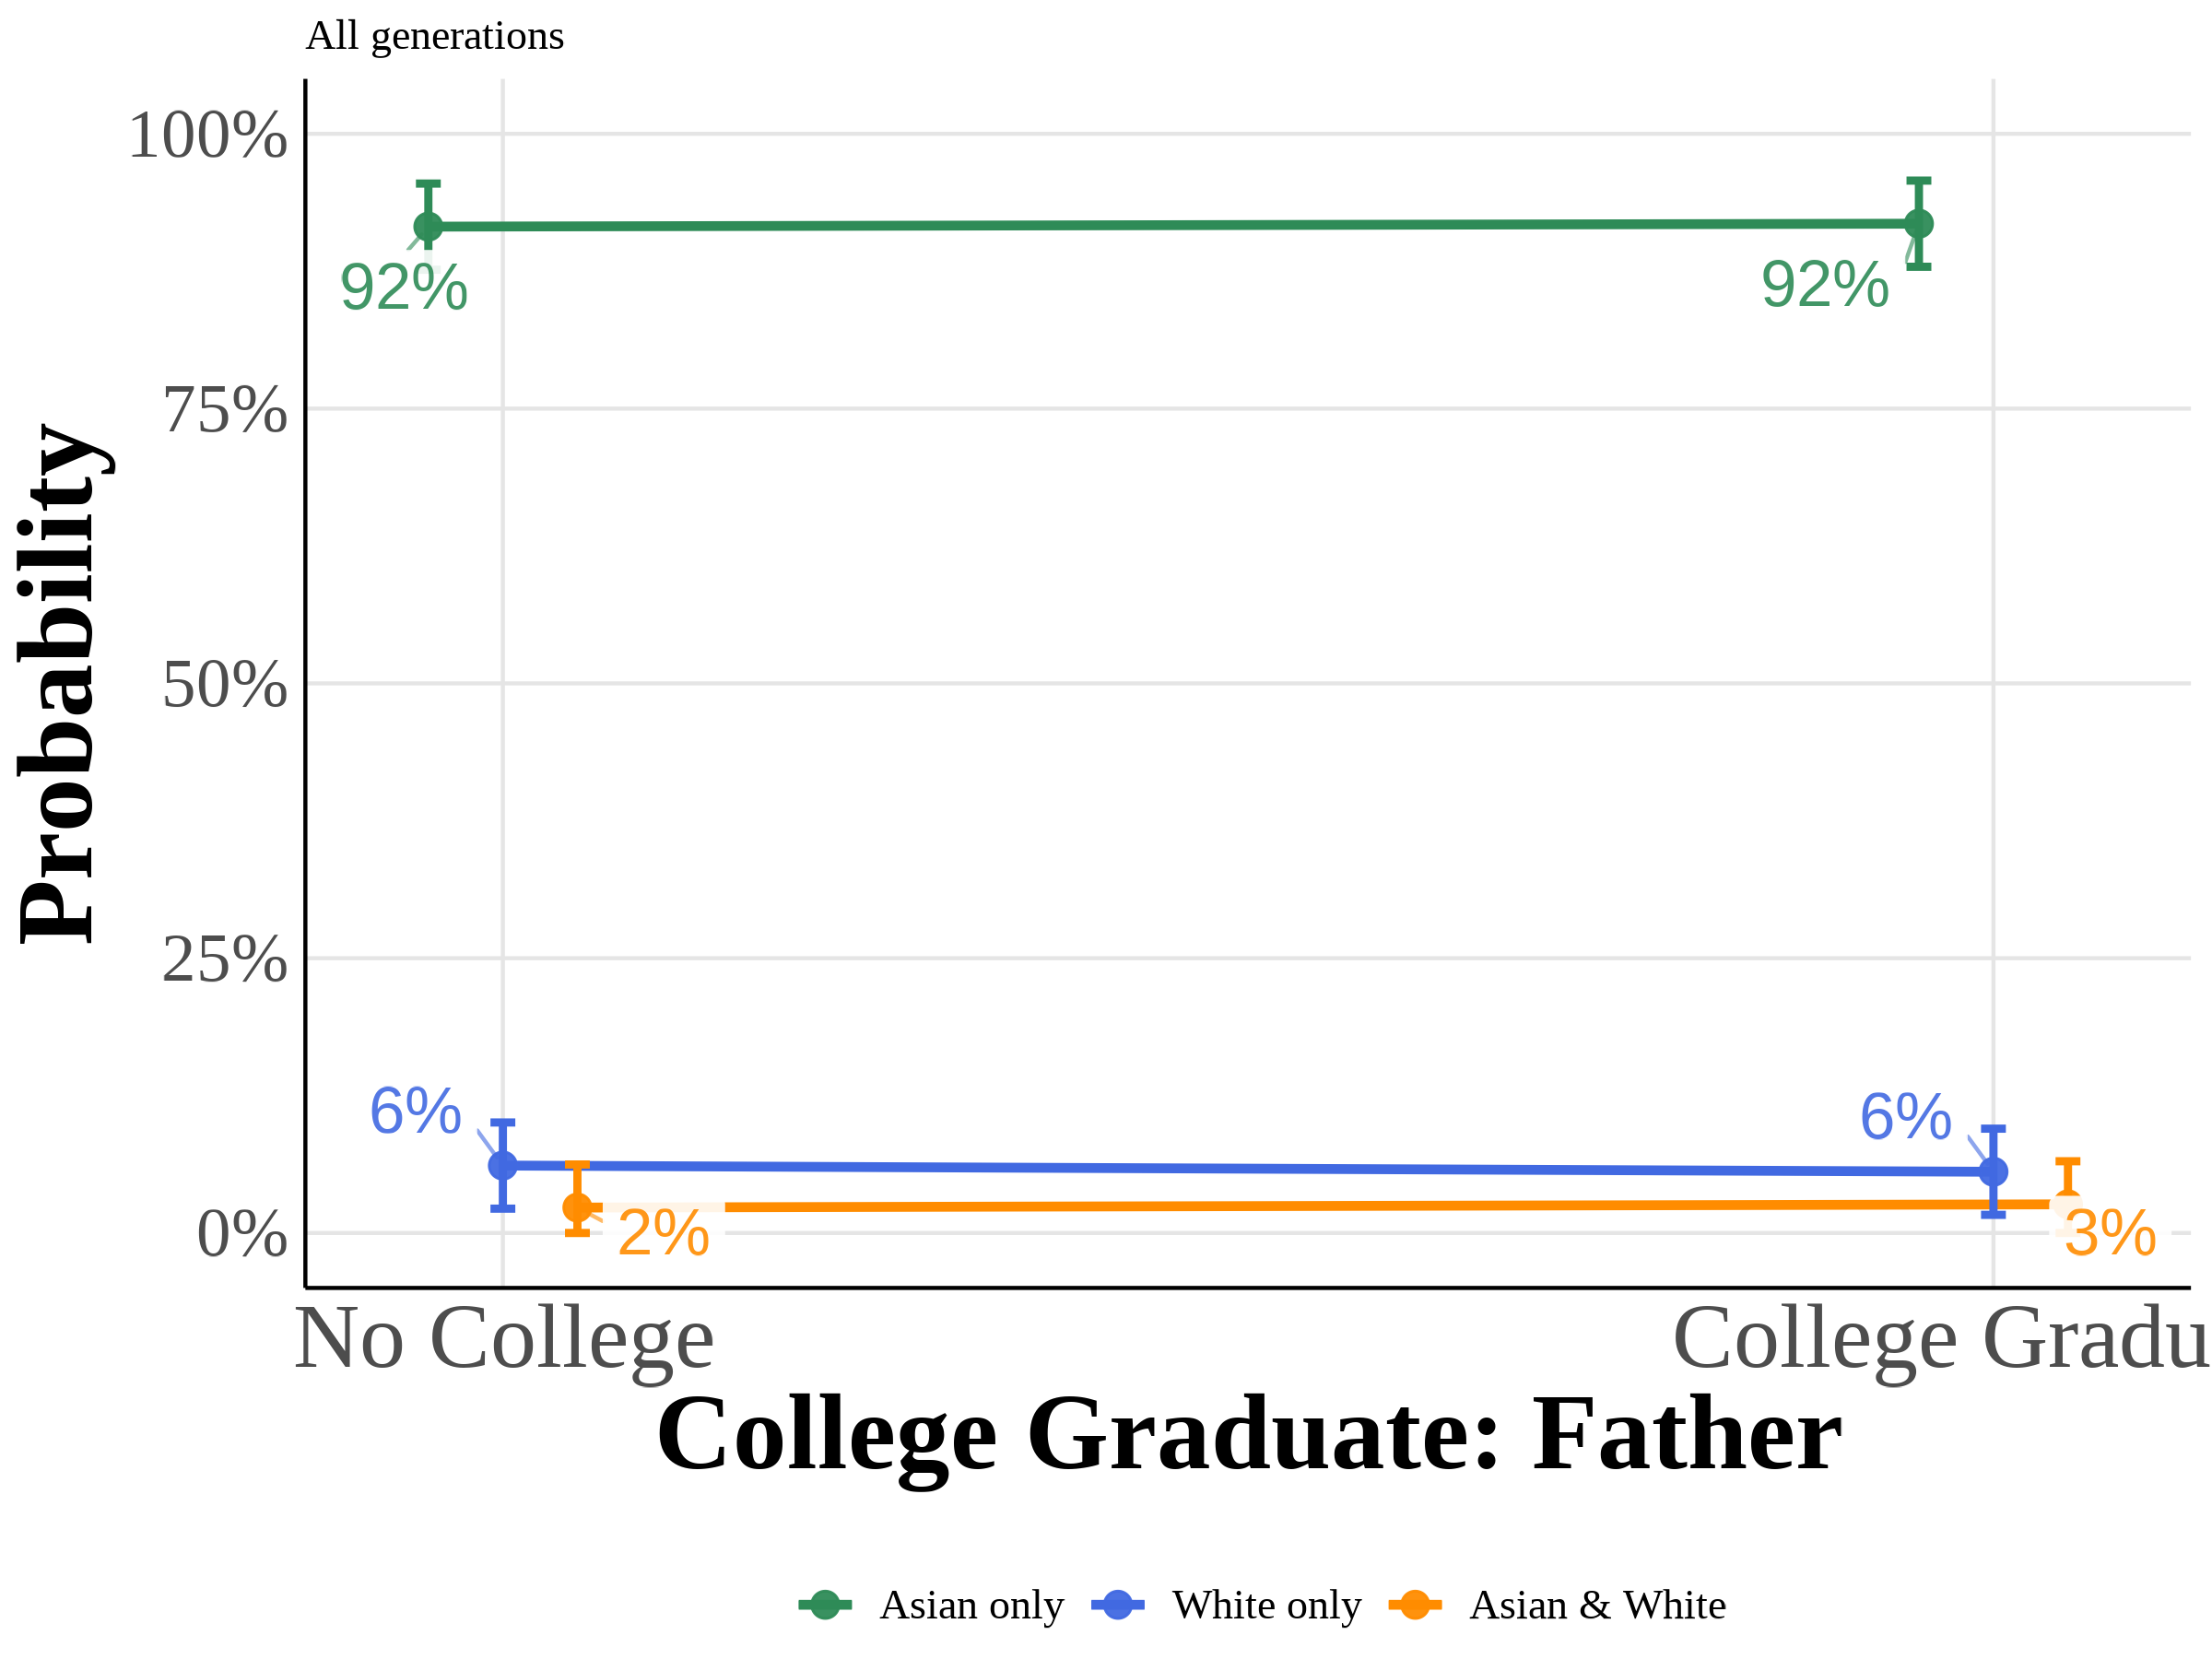 All generations
100%
75%
50%
25%
0%
Probability
92%
92%
6%
6%
2%
3%
No College
College Gradu
College Graduate: Father
Asian only
White only
Asian & White